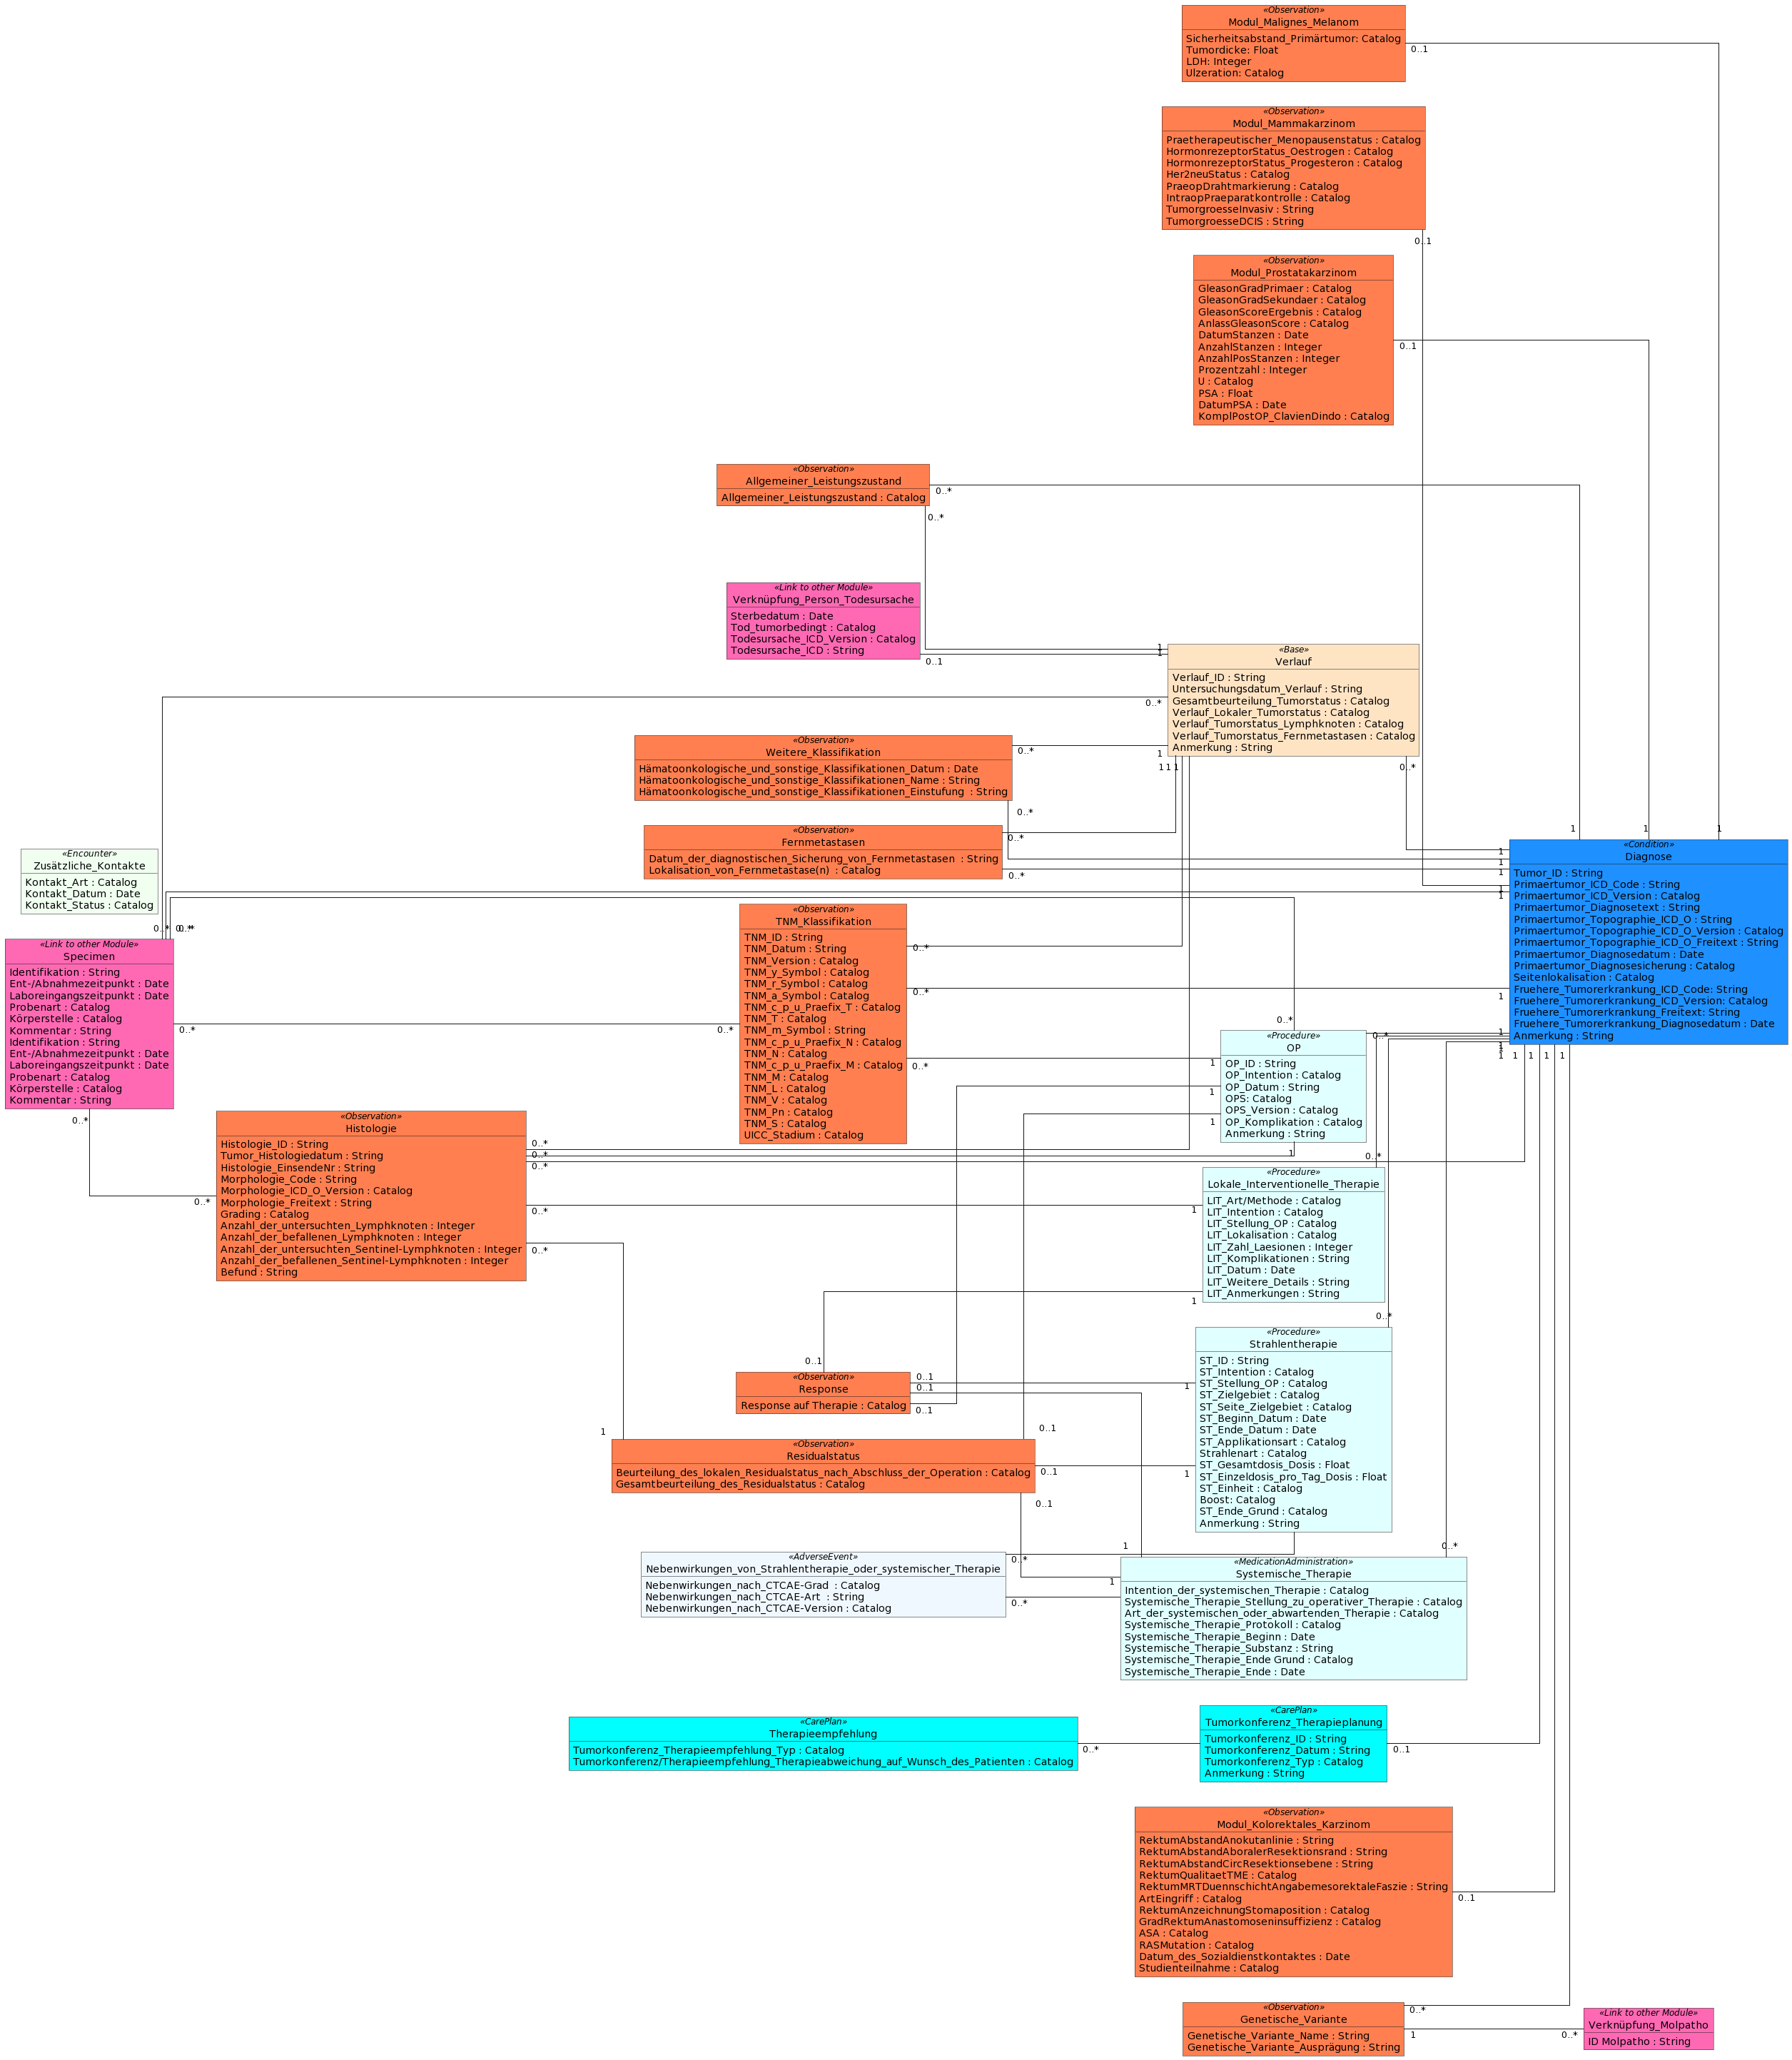 «Observation»
Modul_Malignes_Melanom
Sicherheitsabstand_Primärtumor: Catalog
Tumordicke: Float
LDH: Integer
Ulzeration: Catalog
0..1
«Observation»
Modul_Mammakarzinom
Praetherapeutischer_Menopausenstatus : Catalog
HormonrezeptorStatus_Oestrogen : Catalog
HormonrezeptorStatus_Progesteron : Catalog
Her2neuStatus : Catalog
PraeopDrahtmarkierung : Catalog
IntraopPraeparatkontrolle : Catalog
TumorgroesseInvasiv : String
TumorgroesseDCIS : String
0..1
«Observation»
Modul_Prostatakarzinom
GleasonGradPrimaer : Catalog
GleasonGradSekundaer : Catalog
GleasonScoreErgebnis : Catalog
AnlassGleasonScore : Catalog
DatumStanzen : Date
AnzahlStanzen : Integer
AnzahlPosStanzen : Integer
Prozentzahl : Integer
U : Catalog
PSA : Float
DatumPSA : Date
KomplPostOP_ClavienDindo : Catalog
0..1
«Observation»
Allgemeiner_Leistungszustand
Allgemeiner_Leistungszustand : Catalog
0..*
0..*
«Link to other Module»
Verknüpfung_Person_Todesursache
Sterbedatum : Date
Tod_tumorbedingt : Catalog
Todesursache_ICD_Version : Catalog
Todesursache_ICD : String
0..1
1
1
«Base»
Verlauf
Verlauf_ID : String
Untersuchungsdatum_Verlauf : String
Gesamtbeurteilung_Tumorstatus : Catalog
Verlauf_Lokaler_Tumorstatus : Catalog
Verlauf_Tumorstatus_Lymphknoten : Catalog
Verlauf_Tumorstatus_Fernmetastasen : Catalog
Anmerkung : String
0..*
1
1 1 1
0..*
«Observation»
Weitere_Klassifikation
Hämatoonkologische_und_sonstige_Klassifikationen_Datum : Date
Hämatoonkologische_und_sonstige_Klassifikationen_Name : String
Hämatoonkologische_und_sonstige_Klassifikationen_Einstufung  : String
0..*
0..*
«Observation»
Fernmetastasen
Datum_der_diagnostischen_Sicherung_von_Fernmetastasen  : String
Lokalisation_von_Fernmetastase(n)  : Catalog
0..*
0..*
«Encounter»
Zusätzliche_Kontakte
Kontakt_Art : Catalog
Kontakt_Datum : Date
Kontakt_Status : Catalog
1
1
1
«Condition»
Diagnose
Tumor_ID : String
Primaertumor_ICD_Code : String
Primaertumor_ICD_Version : Catalog
Primaertumor_Diagnosetext : String
Primaertumor_Topographie_ICD_O : String
Primaertumor_Topographie_ICD_O_Version : Catalog
Primaertumor_Topographie_ICD_O_Freitext : String
Primaertumor_Diagnosedatum : Date
Primaertumor_Diagnosesicherung : Catalog
Seitenlokalisation : Catalog
Fruehere_Tumorerkrankung_ICD_Code: String
Fruehere_Tumorerkrankung_ICD_Version: Catalog
Fruehere_Tumorerkrankung_Freitext: String
Fruehere_Tumorerkrankung_Diagnosedatum : Date
Anmerkung : String
1
1
1
1
1
1
1
1 1 1 1 1
0..*
«Link to other Module»
Specimen
Identifikation : String
Ent-/Abnahmezeitpunkt : Date
Laboreingangszeitpunkt : Date
Probenart : Catalog
Körperstelle : Catalog
Kommentar : String
Identifikation : String
Ent-/Abnahmezeitpunkt : Date
Laboreingangszeitpunkt : Date
Probenart : Catalog
Körperstelle : Catalog
Kommentar : String
0..*
0..*
«Observation»
TNM_Klassifikation
TNM_ID : String
TNM_Datum : String
TNM_Version : Catalog
TNM_y_Symbol : Catalog
TNM_r_Symbol : Catalog
TNM_a_Symbol : Catalog
TNM_c_p_u_Praefix_T : Catalog
TNM_T : Catalog
TNM_m_Symbol : String
TNM_c_p_u_Praefix_N : Catalog
TNM_N : Catalog
TNM_c_p_u_Praefix_M : Catalog
TNM_M : Catalog
TNM_L : Catalog
TNM_V : Catalog
TNM_Pn : Catalog
TNM_S : Catalog
UICC_Stadium : Catalog
0..*
0..*
0..*
0..*
0..*
«Procedure»
OP
OP_ID : String
OP_Intention : Catalog
OP_Datum : String
OPS: Catalog
OPS_Version : Catalog
OP_Komplikation : Catalog
Anmerkung : String
1
1
1
1
0..*
«Observation»
Histologie
Histologie_ID : String
Tumor_Histologiedatum : String
Histologie_EinsendeNr : String
Morphologie_Code : String
Morphologie_ICD_O_Version : Catalog
Morphologie_Freitext : String
Grading : Catalog
Anzahl_der_untersuchten_Lymphknoten : Integer
Anzahl_der_befallenen_Lymphknoten : Integer
Anzahl_der_untersuchten_Sentinel-Lymphknoten : Integer
Anzahl_der_befallenen_Sentinel-Lymphknoten : Integer
Befund : String
0..*
0..*
0..*
0..*
0..*
0..*
0..*
«Procedure»
Lokale_Interventionelle_Therapie
LIT_Art/Methode : Catalog
LIT_Intention : Catalog
LIT_Stellung_OP : Catalog
LIT_Lokalisation : Catalog
LIT_Zahl_Laesionen : Integer
LIT_Komplikationen : String
LIT_Datum : Date
LIT_Weitere_Details : String
LIT_Anmerkungen : String
1
1
0..*
«Procedure»
Strahlentherapie
ST_ID : String
ST_Intention : Catalog
ST_Stellung_OP : Catalog
ST_Zielgebiet : Catalog
ST_Seite_Zielgebiet : Catalog
ST_Beginn_Datum : Date
ST_Ende_Datum : Date
ST_Applikationsart : Catalog
Strahlenart : Catalog
ST_Gesamtdosis_Dosis : Float
ST_Einzeldosis_pro_Tag_Dosis : Float
ST_Einheit : Catalog
Boost: Catalog
ST_Ende_Grund : Catalog
Anmerkung : String
1
1
0..1
«Observation»
Response
Response auf Therapie : Catalog
0..1
0..1
0..1
1
0..1
«Observation»
Residualstatus
Beurteilung_des_lokalen_Residualstatus_nach_Abschluss_der_Operation : Catalog
Gesamtbeurteilung_des_Residualstatus : Catalog
0..1
0..1
«AdverseEvent»
Nebenwirkungen_von_Strahlentherapie_oder_systemischer_Therapie
Nebenwirkungen_nach_CTCAE-Grad  : Catalog
Nebenwirkungen_nach_CTCAE-Art  : String
Nebenwirkungen_nach_CTCAE-Version : Catalog
0..*
0..*
1
1
0..*
«MedicationAdministration»
Systemische_Therapie
Intention_der_systemischen_Therapie : Catalog
Systemische_Therapie_Stellung_zu_operativer_Therapie : Catalog
Art_der_systemischen_oder_abwartenden_Therapie : Catalog
Systemische_Therapie_Protokoll : Catalog
Systemische_Therapie_Beginn : Date
Systemische_Therapie_Substanz : String
Systemische_Therapie_Ende Grund : Catalog
Systemische_Therapie_Ende : Date
«CarePlan»
Therapieempfehlung
Tumorkonferenz_Therapieempfehlung_Typ : Catalog
Tumorkonferenz/Therapieempfehlung_Therapieabweichung_auf_Wunsch_des_Patienten : Catalog
0..*
«CarePlan»
Tumorkonferenz_Therapieplanung
Tumorkonferenz_ID : String
Tumorkonferenz_Datum : String
Tumorkonferenz_Typ : Catalog
Anmerkung : String
0..1
«Observation»
Modul_Kolorektales_Karzinom
RektumAbstandAnokutanlinie : String
RektumAbstandAboralerResektionsrand : String
RektumAbstandCircResektionsebene : String
RektumQualitaetTME : Catalog
RektumMRTDuennschichtAngabemesorektaleFaszie : String
ArtEingriff : Catalog
RektumAnzeichnungStomaposition : Catalog
GradRektumAnastomoseninsuffizienz : Catalog
ASA : Catalog
RASMutation : Catalog
Datum_des_Sozialdienstkontaktes : Date
Studienteilnahme : Catalog
0..1
«Observation»
Genetische_Variante
Genetische_Variante_Name : String
Genetische_Variante_Ausprägung : String
0..*
1
0..*
«Link to other Module»
Verknüpfung_Molpatho
ID Molpatho : String